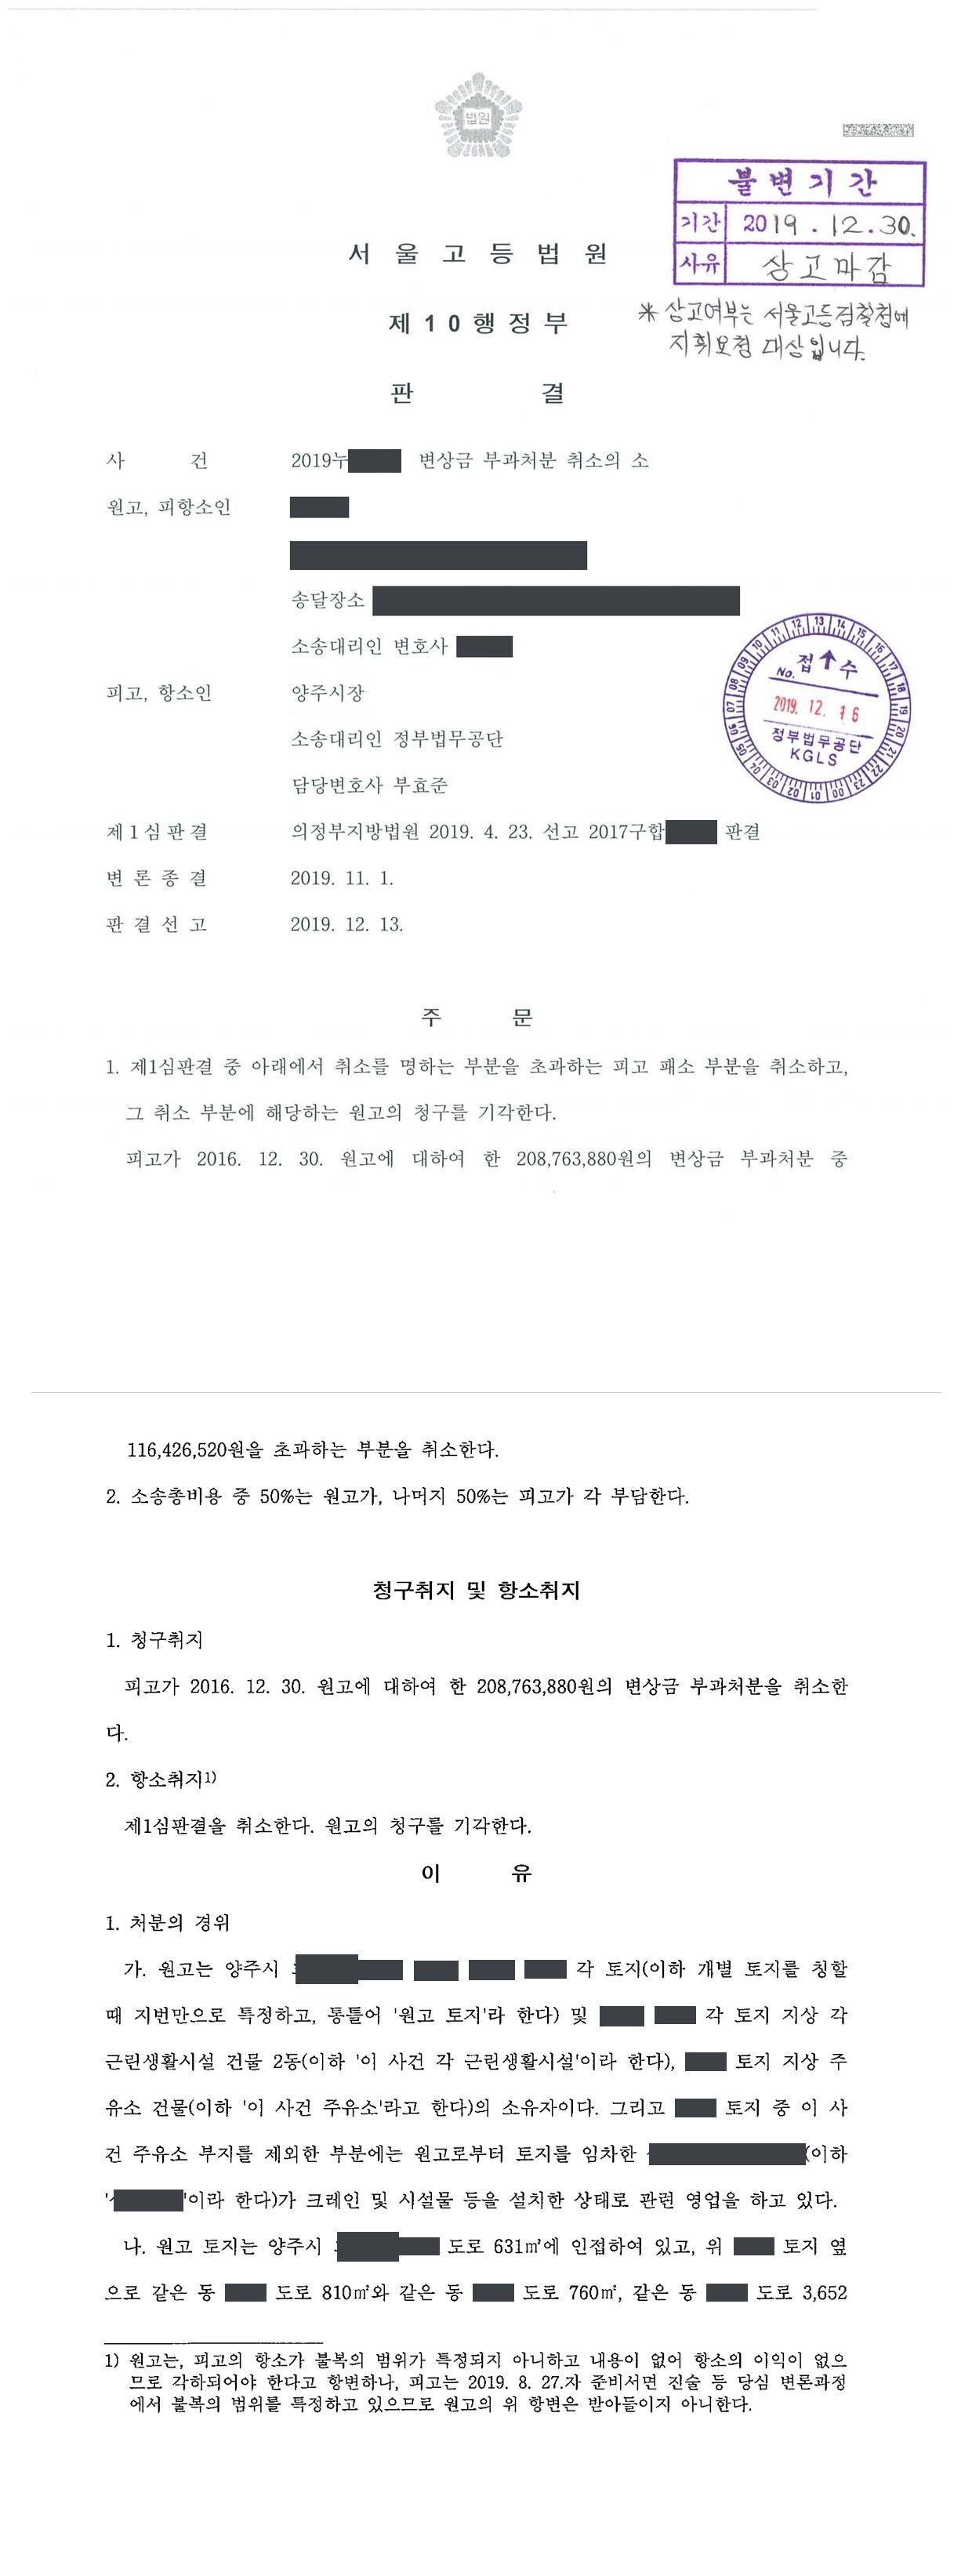 법원
불변기간
기간 2019. 12. 30.
사유 상고마감
* 상고여부는 서울고등검찰청에
지휘요청 대상입니다.
서울고등법원
제10행정부
판 결
사 건 2019누 변상금 부과처분 취소의 소
원고, 피항소인
송달장소
소송대리인 변호사
피고, 항소인 양주시장
소송대리인 정부법무공단
담당변호사 부효준
제1심판결 의정부지방법원 2019. 4. 23. 선고 2017구합 판결
변론종결 2019. 11. 1.
판결선고 2019. 12. 13.
No. 접↑수
2019. 12. 16
정부법무공단
KGLS
주 문
1. 제1심판결 중 아래에서 취소를 명하는 부분을 초과하는 피고 패소 부분을 취소하고,
그 취소 부분에 해당하는 원고의 청구를 기각한다.
피고가 2016. 12. 30. 원고에 대하여 한 208,763,880원의 변상금 부과처분 중
116,426,520원을 초과하는 부분을 취소한다.
2. 소송총비용 중 50%는 원고가, 나머지 50%는 피고가 각 부담한다.
청구취지 및 항소취지
1. 청구취지
피고가 2016. 12. 30. 원고에 대하여 한 208,763,880원의 변상금 부과처분을 취소한
다.
2. 항소취지1)
제1심판결을 취소한다. 원고의 청구를 기각한다.
이 유
1. 처분의 경위
가. 원고는 양주시 각 토지(이하 개별 토지를 칭할
때 지번만으로 특정하고, 통틀어 '원고 토지'라 한다) 및 각 토지 지상 각
근린생활시설 건물 2동(이하 '이 사건 각 근린생활시설'이라 한다), 토지 지상 주
유소 건물(이하 '이 사건 주유소'라고 한다)의 소유자이다. 그리고 토지 중 이 사
건 주유소 부지를 제외한 부분에는 원고로부터 토지를 임차한 (이하
' '이라 한다)가 크레인 및 시설물 등을 설치한 상태로 관련 영업을 하고 있다.
나. 원고 토지는 양주시 도로 631㎡에 인접하여 있고, 위 토지 옆
으로 같은 동 도로 810㎡와 같은 동 도로 760㎡, 같은 동 도로 3,652
1) 원고는, 피고의 항소가 불복의 범위가 특정되지 아니하고 내용이 없어 항소의 이익이 없으
므로 각하되어야 한다고 항변하나, 피고는 2019. 8. 27.자 준비서면 진술 등 당심 변론과정
에서 불복의 범위를 특정하고 있으므로 원고의 위 항변은 받아들이지 아니한다.